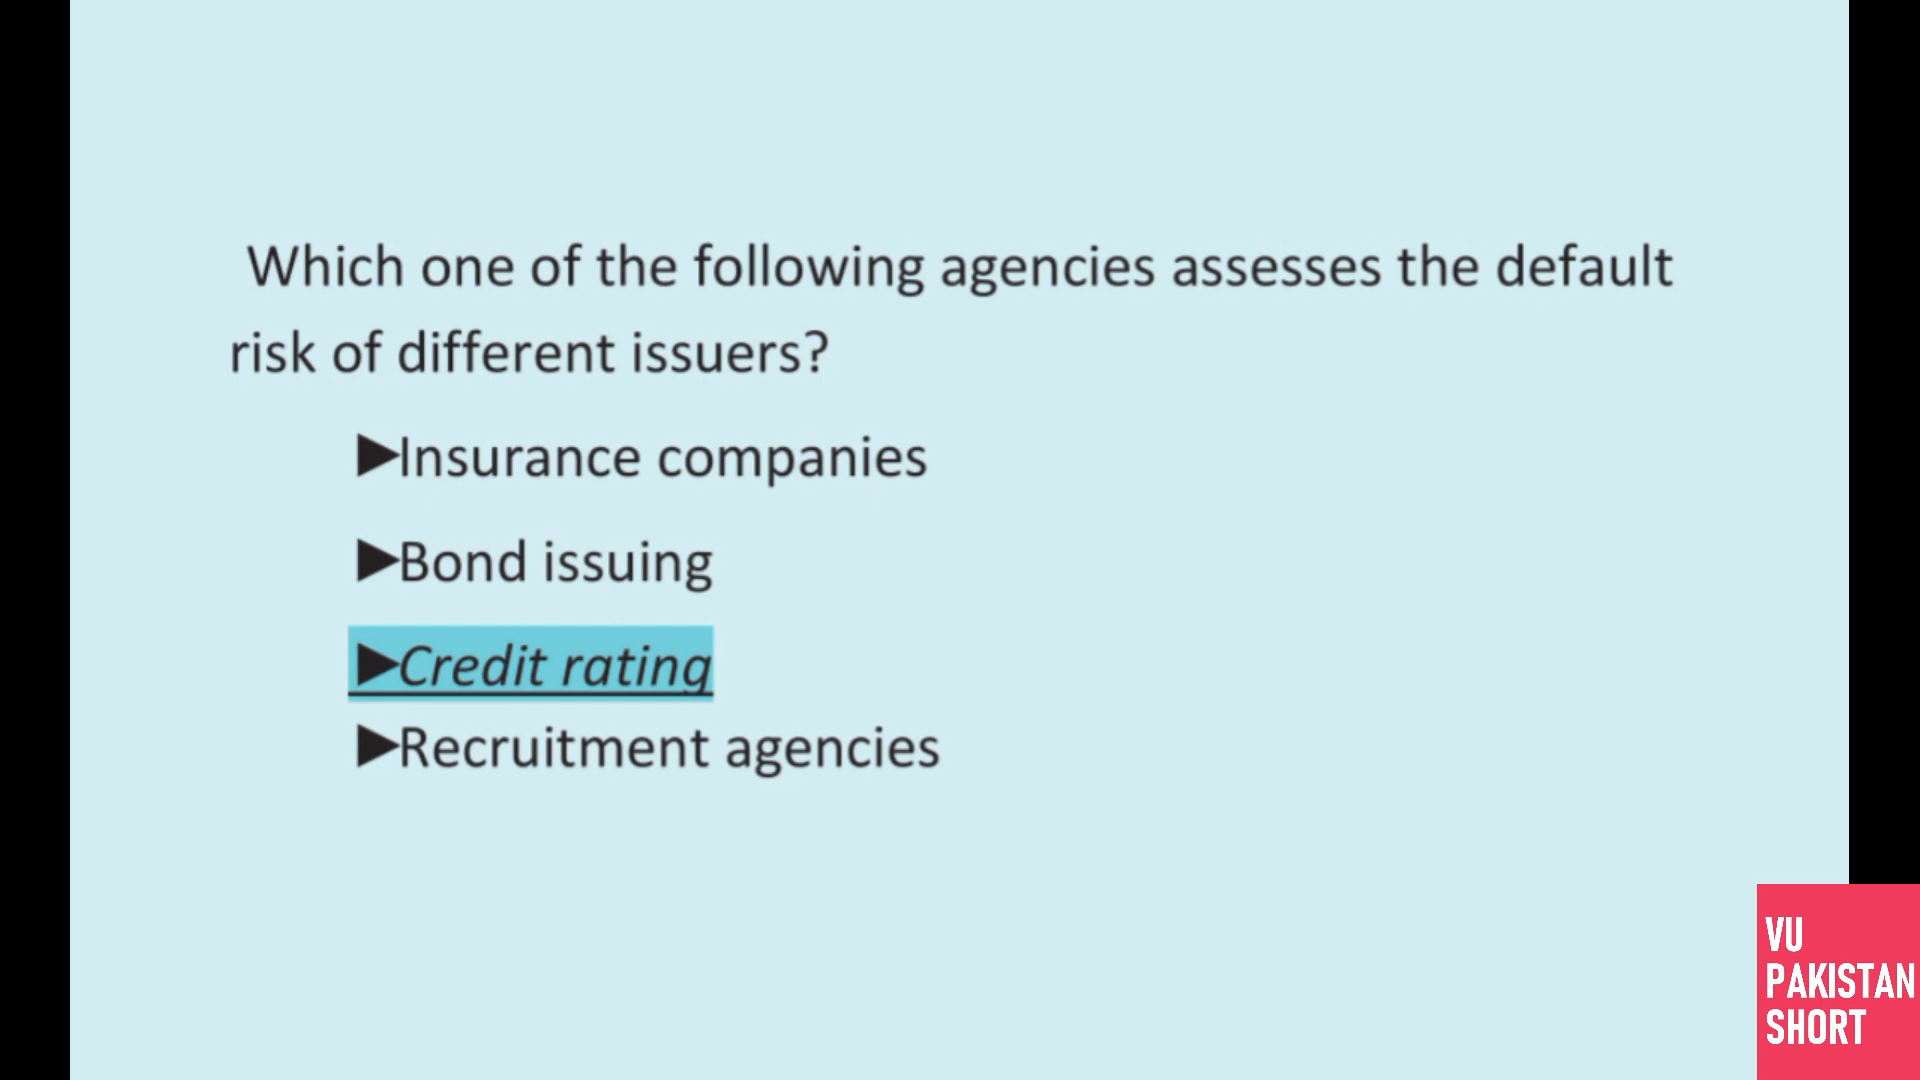 Which one of the following agencies assesses the default
risk of different issuers?
►Insurance companies
►Bond issuing
►Credit rating
►Recruitment agencies
VU
PAKISTAN
SHORT